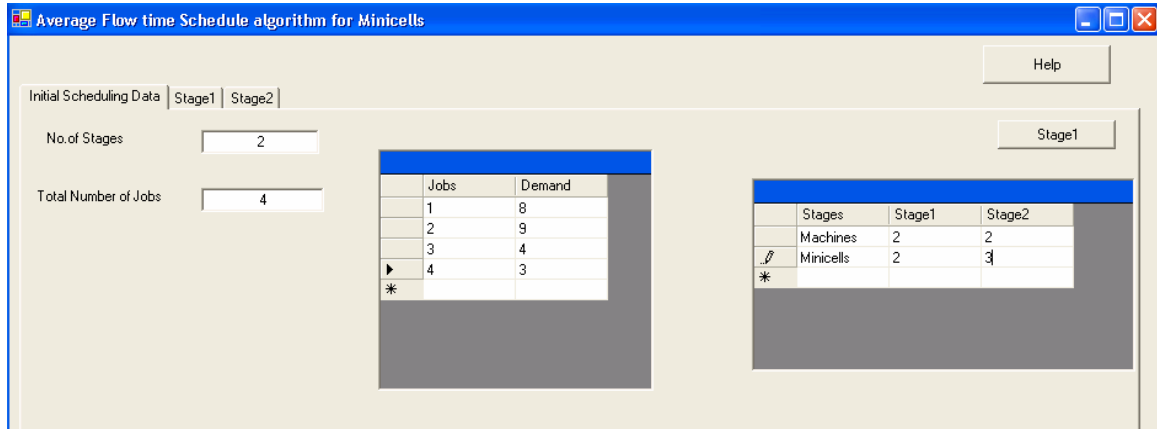 Average Flow time Schedule algorithm for Minicells
Help
Initial Scheduling Data Stage1 Stage2
No.of Stages 2
Stage1
Total Number of Jobs 4
Jobs Demand
1 8
2 9
3 4
4 3
Stages Stage1 Stage2
Machines 2 2
Minicells 2 3